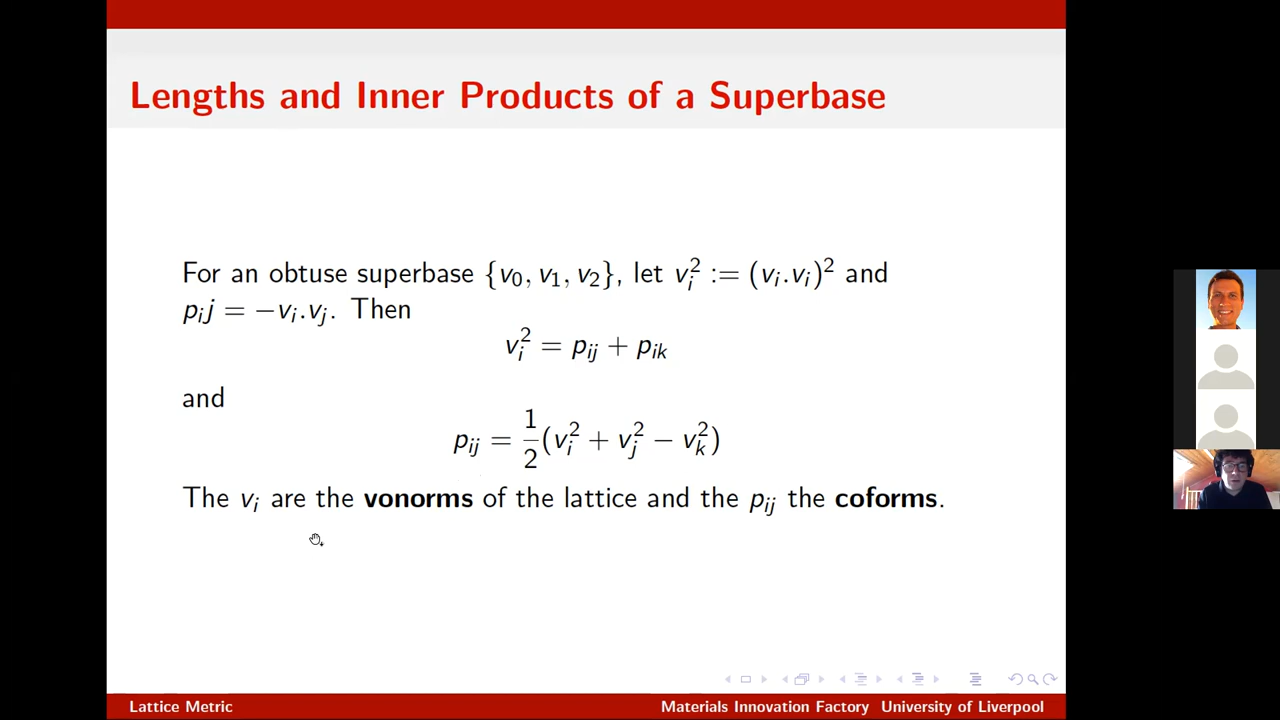 Lengths and Inner Products of a Superbase
For an obtuse superbase {v₀, v₁, v₂}, let vᵢ² := (vᵢ.vᵢ)² and
pᵢj = −vᵢ.vⱼ. Then
vᵢ² = pᵢⱼ + pᵢₖ
and
pᵢⱼ = 1/2(vᵢ² + vⱼ² − vₖ²)
The vᵢ are the vonorms of the lattice and the pᵢⱼ the coforms.
Lattice Metric Materials Innovation Factory University of Liverpool